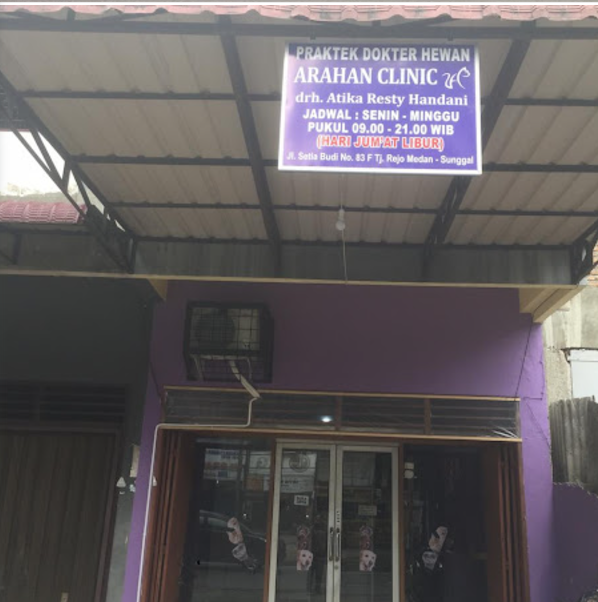 PRAKTEK DOKTER HEWAN
ARAHAN CLINIC
drh. Atika Resty Handani
JADWAL : SENIN - MINGGU
PUKUL 09.00 - 21.00 WIB
(HARI JUM'AT LIBUR)
Jl. Setia Budi No. 83 F Tj. Rejo Medan - Sunggal